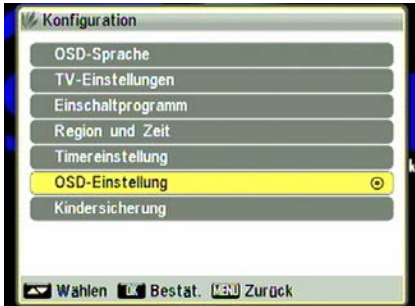 Konfiguration
OSD-Sprache
TV-Einstellungen
Einschaltprogramm
Region und Zeit
Timereinstellung
OSD-Einstellung
Kindersicherung
Wählen OK Bestät. MENU Zurück